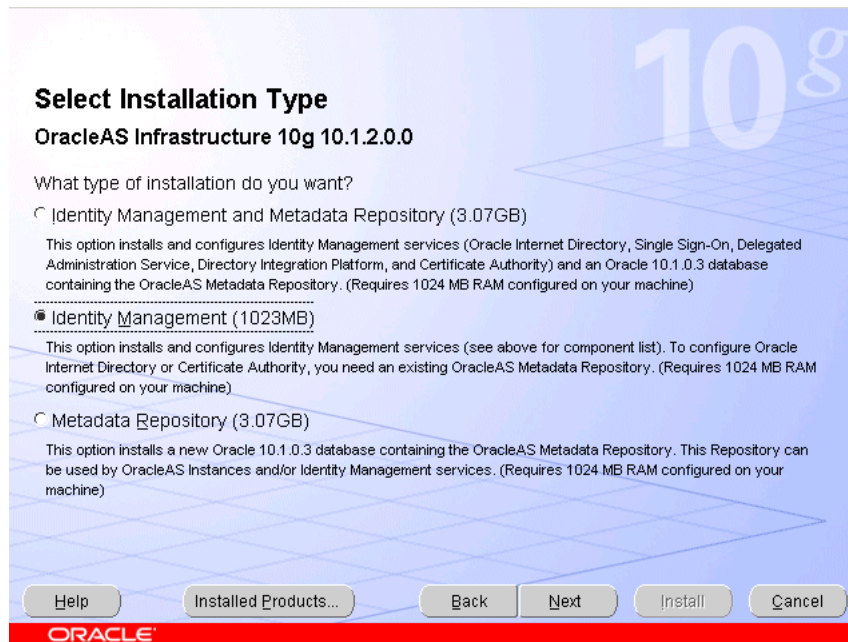 10g
Select Installation Type
OracleAS Infrastructure 10g 10.1.2.0.0
What type of installation do you want?
Identity Management and Metadata Repository (3.07GB)
This option installs and configures Identity Management services (Oracle Internet Directory, Single Sign-On, Delegated
Administration Service, Directory Integration Platform, and Certificate Authority) and an Oracle 10.1.0.3 database
containing the OracleAS Metadata Repository. (Requires 1024 MB RAM configured on your machine)
Identity Management (1023MB)
This option installs and configures Identity Management services (see above for component list). To configure Oracle
Internet Directory or Certificate Authority, you need an existing OracleAS Metadata Repository. (Requires 1024 MB RAM
configured on your machine)
Metadata Repository (3.07GB)
This option installs a new Oracle 10.1.0.3 database containing the OracleAS Metadata Repository. This Repository can
be used by OracleAS Instances and/or Identity Management services. (Requires 1024 MB RAM configured on your
machine)
Help Installed Products... Back Next Install Cancel
ORACLE